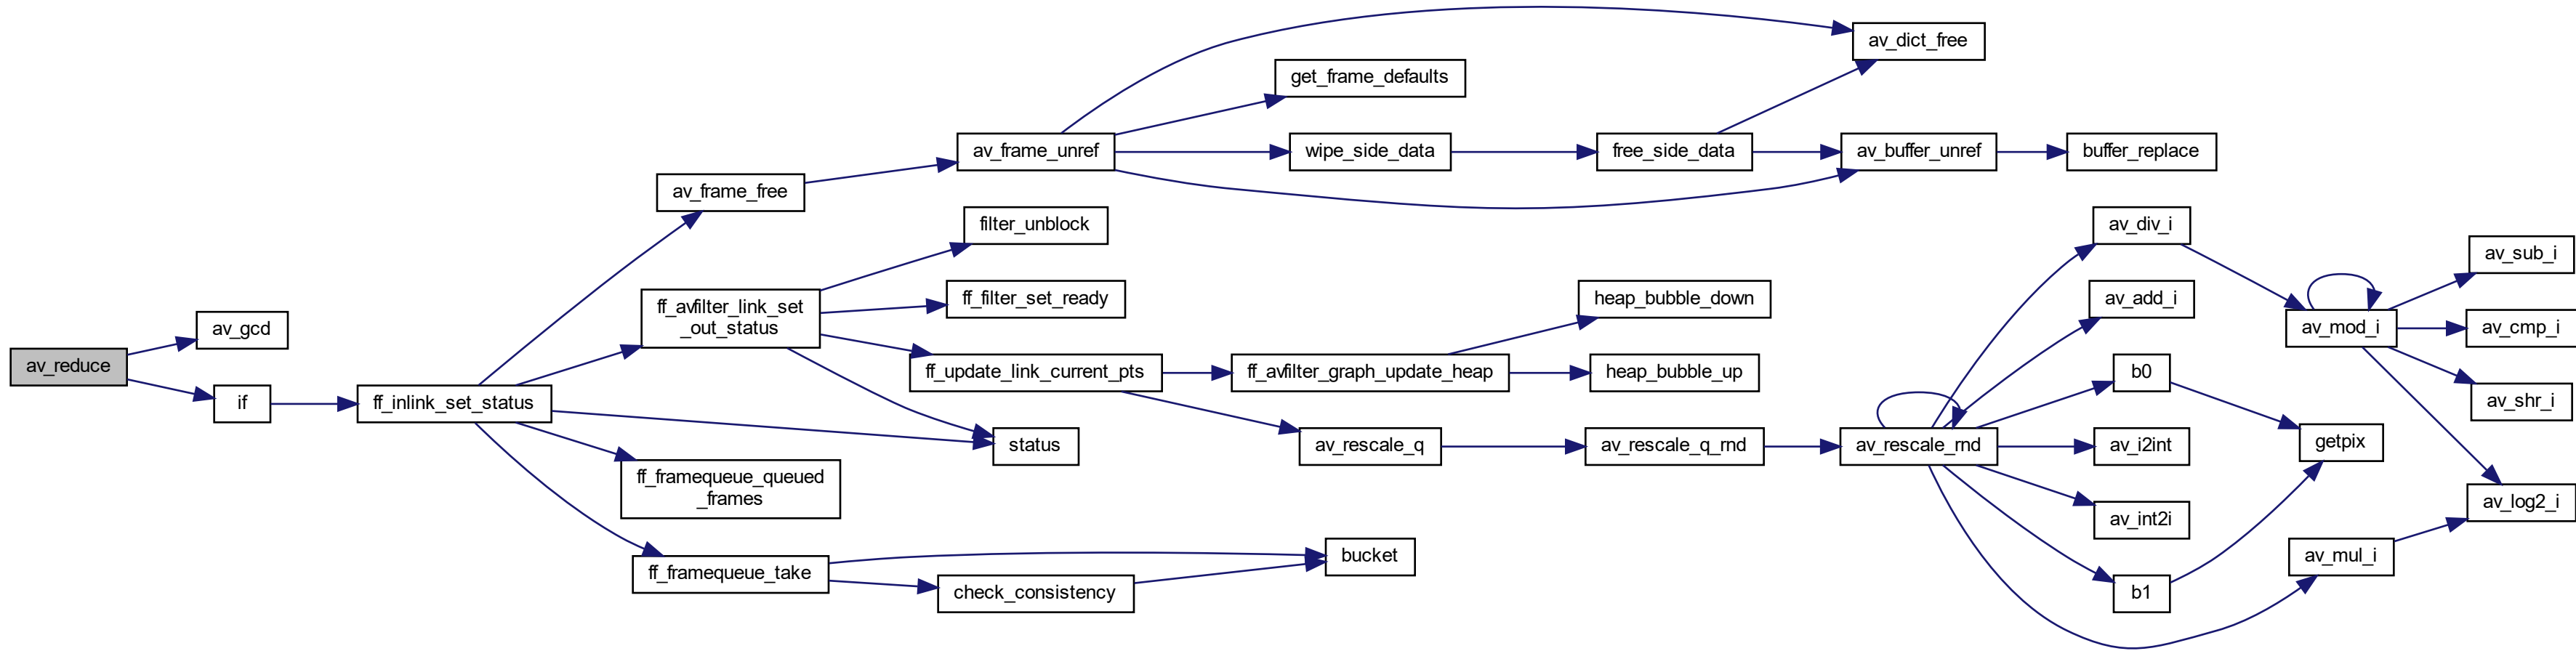 av_reduce
av_gcd
if
ff_inlink_set_status
av_frame_free
ff_avfilter_link_set
_out_status
ff_framequeue_queued
_frames
ff_framequeue_take
av_frame_unref
filter_unblock
ff_filter_set_ready
ff_update_link_current_pts
status
check_consistency
get_frame_defaults
wipe_side_data
ff_avfilter_graph_update_heap
av_rescale_q
bucket
free_side_data
heap_bubble_down
heap_bubble_up
av_rescale_q_rnd
av_dict_free
av_buffer_unref
av_rescale_rnd
buffer_replace
av_div_i
av_add_i
b0
av_i2int
av_int2i
b1
av_mod_i
getpix
av_mul_i
av_sub_i
av_cmp_i
av_shr_i
av_log2_i